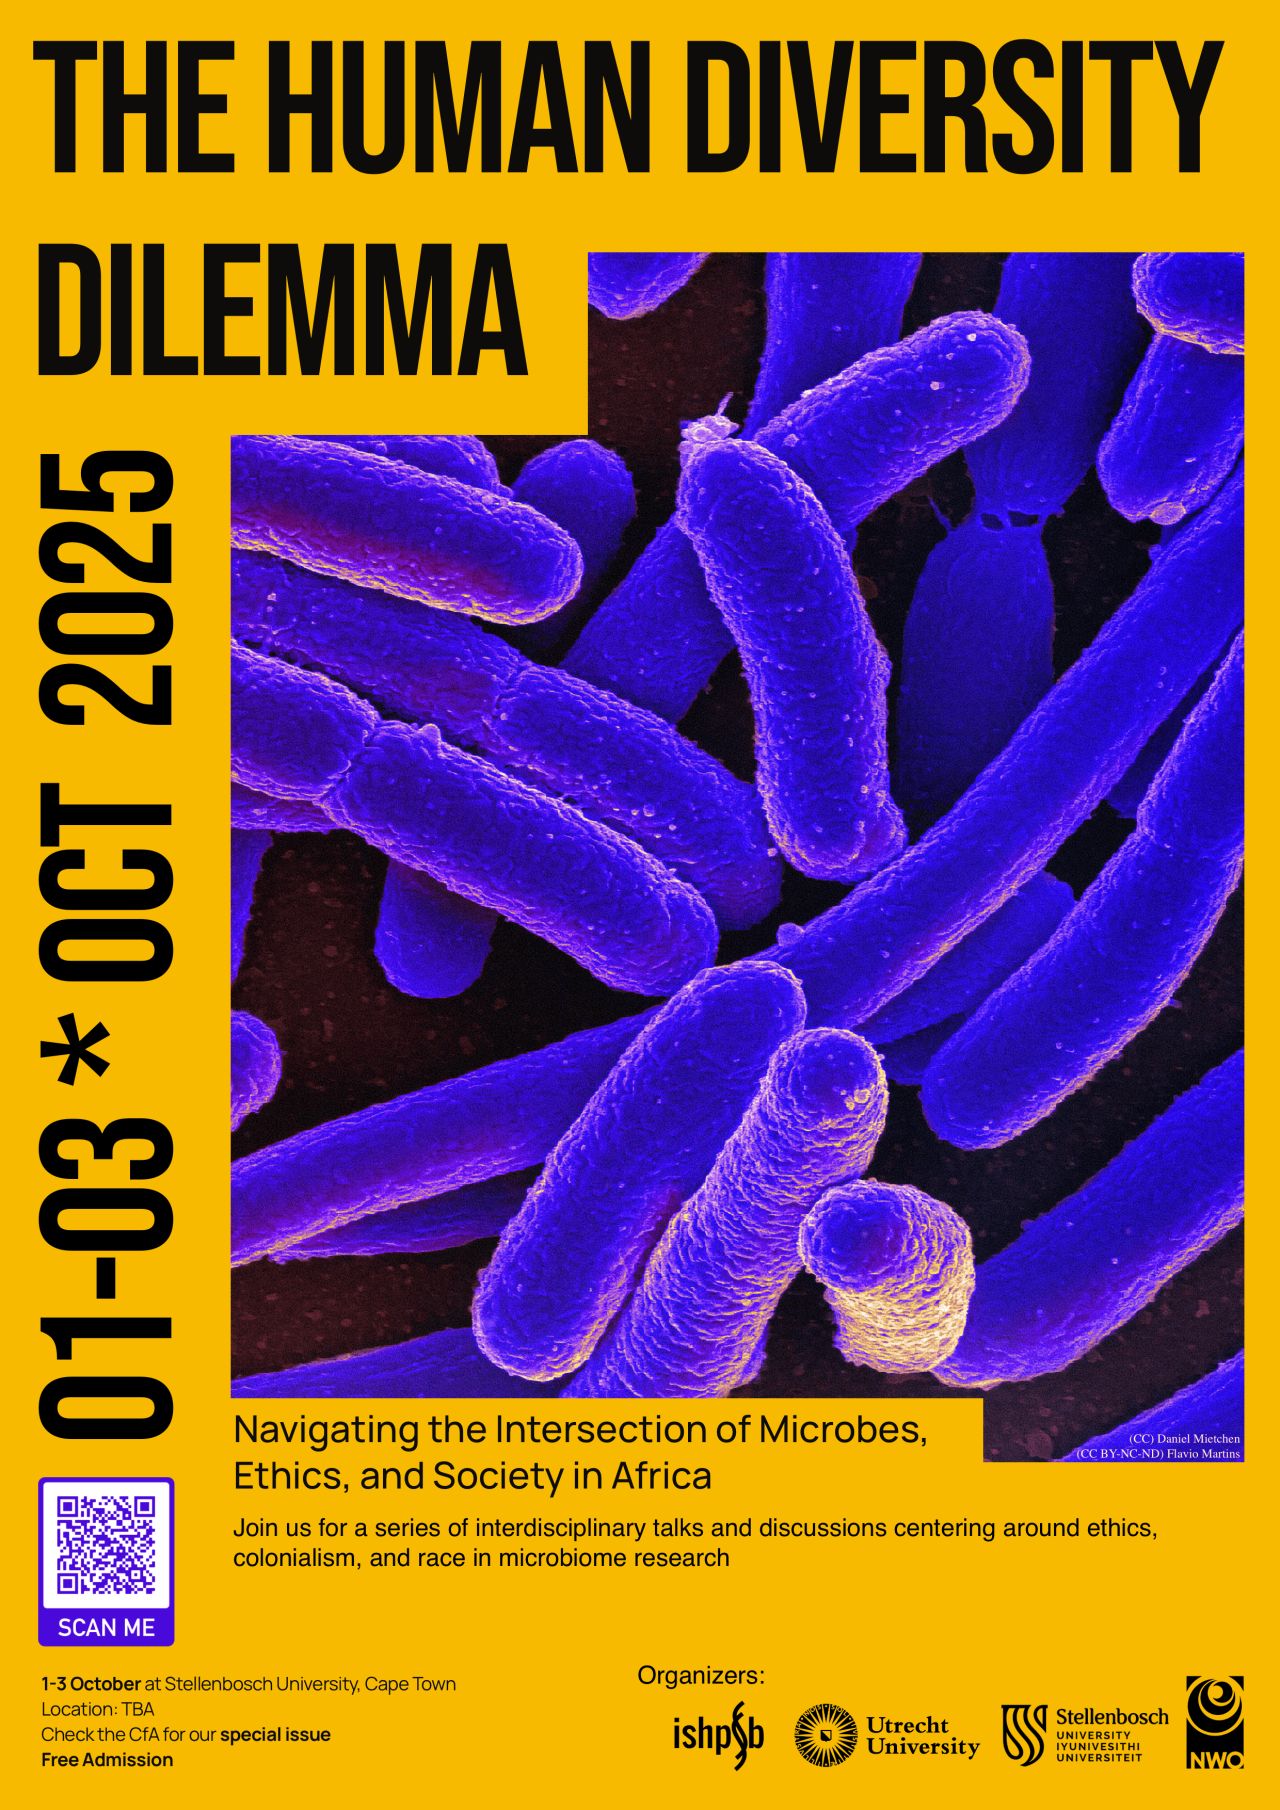 THE HUMAN DIVERSITY
DILEMMA
01-03 * OCT 2025
(CC) Daniel Mietchen
(CC BY-NC-ND) Flavio Martins
Navigating the Intersection of Microbes,
Ethics, and Society in Africa
Join us for a series of interdisciplinary talks and discussions centering around ethics,
colonialism, and race in microbiome research
SCAN ME
1-3 October at Stellenbosch University, Cape Town
Location: TBA
Check the CfA for our special issue
Free Admission
Organizers:
ishpssb
Utrecht
University
Stellenbosch
UNIVERSITY
IYUNIVESITHI
UNIVERSITEIT
NWO